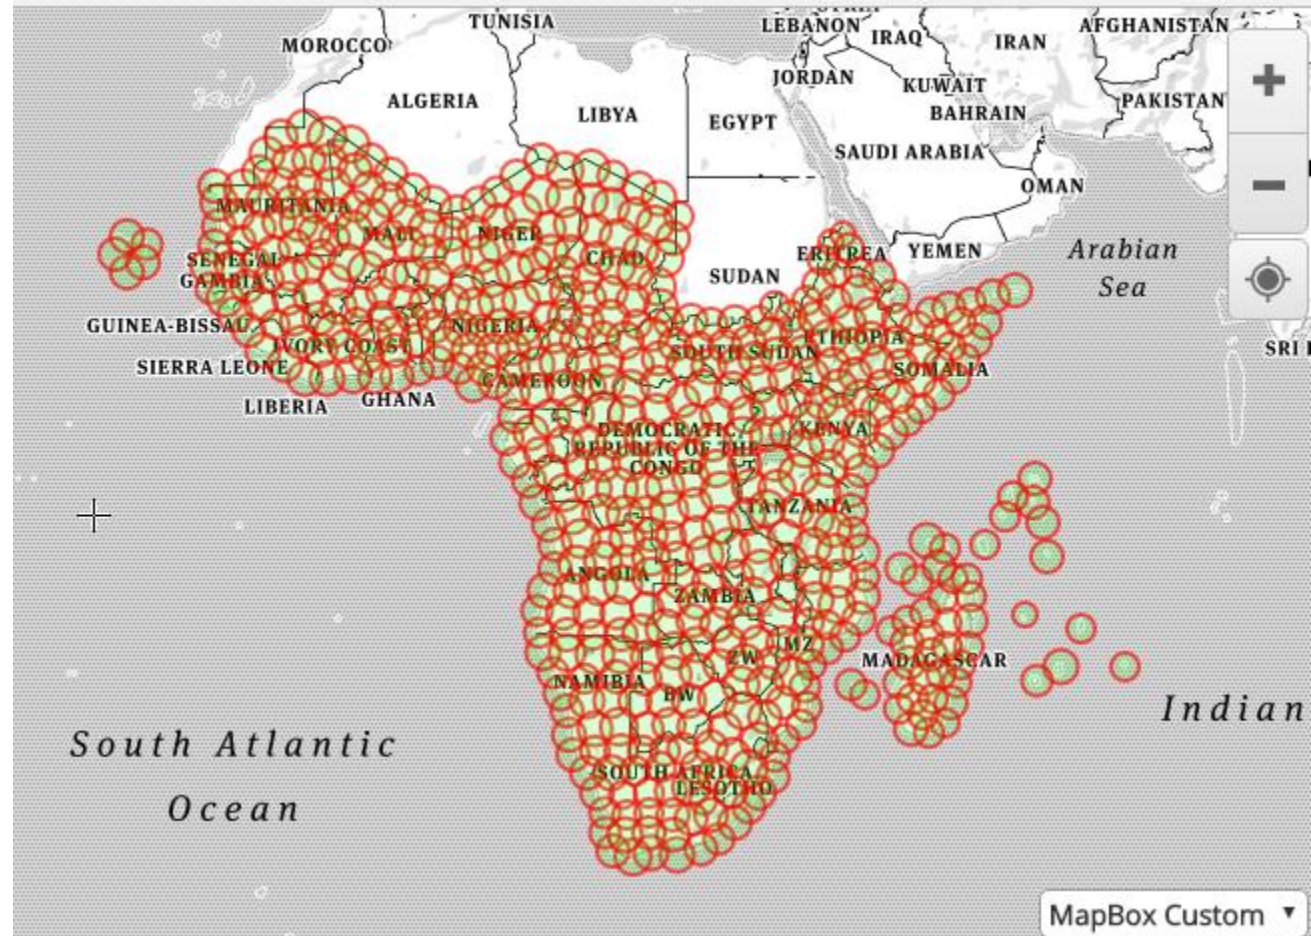 TUNISIA
LEBANON
AFGHANISTAN
MOROCCO
IRAQ
IRAN
JORDAN
KUWAIT
ALGERIA
LIBYA
EGYPT
BAHRAIN
PAKISTAN
SAUDI ARABIA
OMAN
MAURITANIA
MALI
NIGER
CHAD
ERITREA
YEMEN
Arabian
Sea
SENEGAL
GAMBIA
SUDAN
GUINEA-BISSAU
NIGERIA
ETHIOPIA
IVORY COAST
SOUTH SUDAN
SRI
SIERRA LEONE
CAMEROON
SOMALIA
LIBERIA
GHANA
DEMOCRATIC
REPUBLIC OF THE
CONGO
KENYA
TANZANIA
ANGOLA
ZAMBIA
MZ
ZW
MADAGASCAR
NAMIBIA
BW
Indian
South Atlantic
Ocean
SOUTH AFRICA
LESOTHO
MapBox Custom